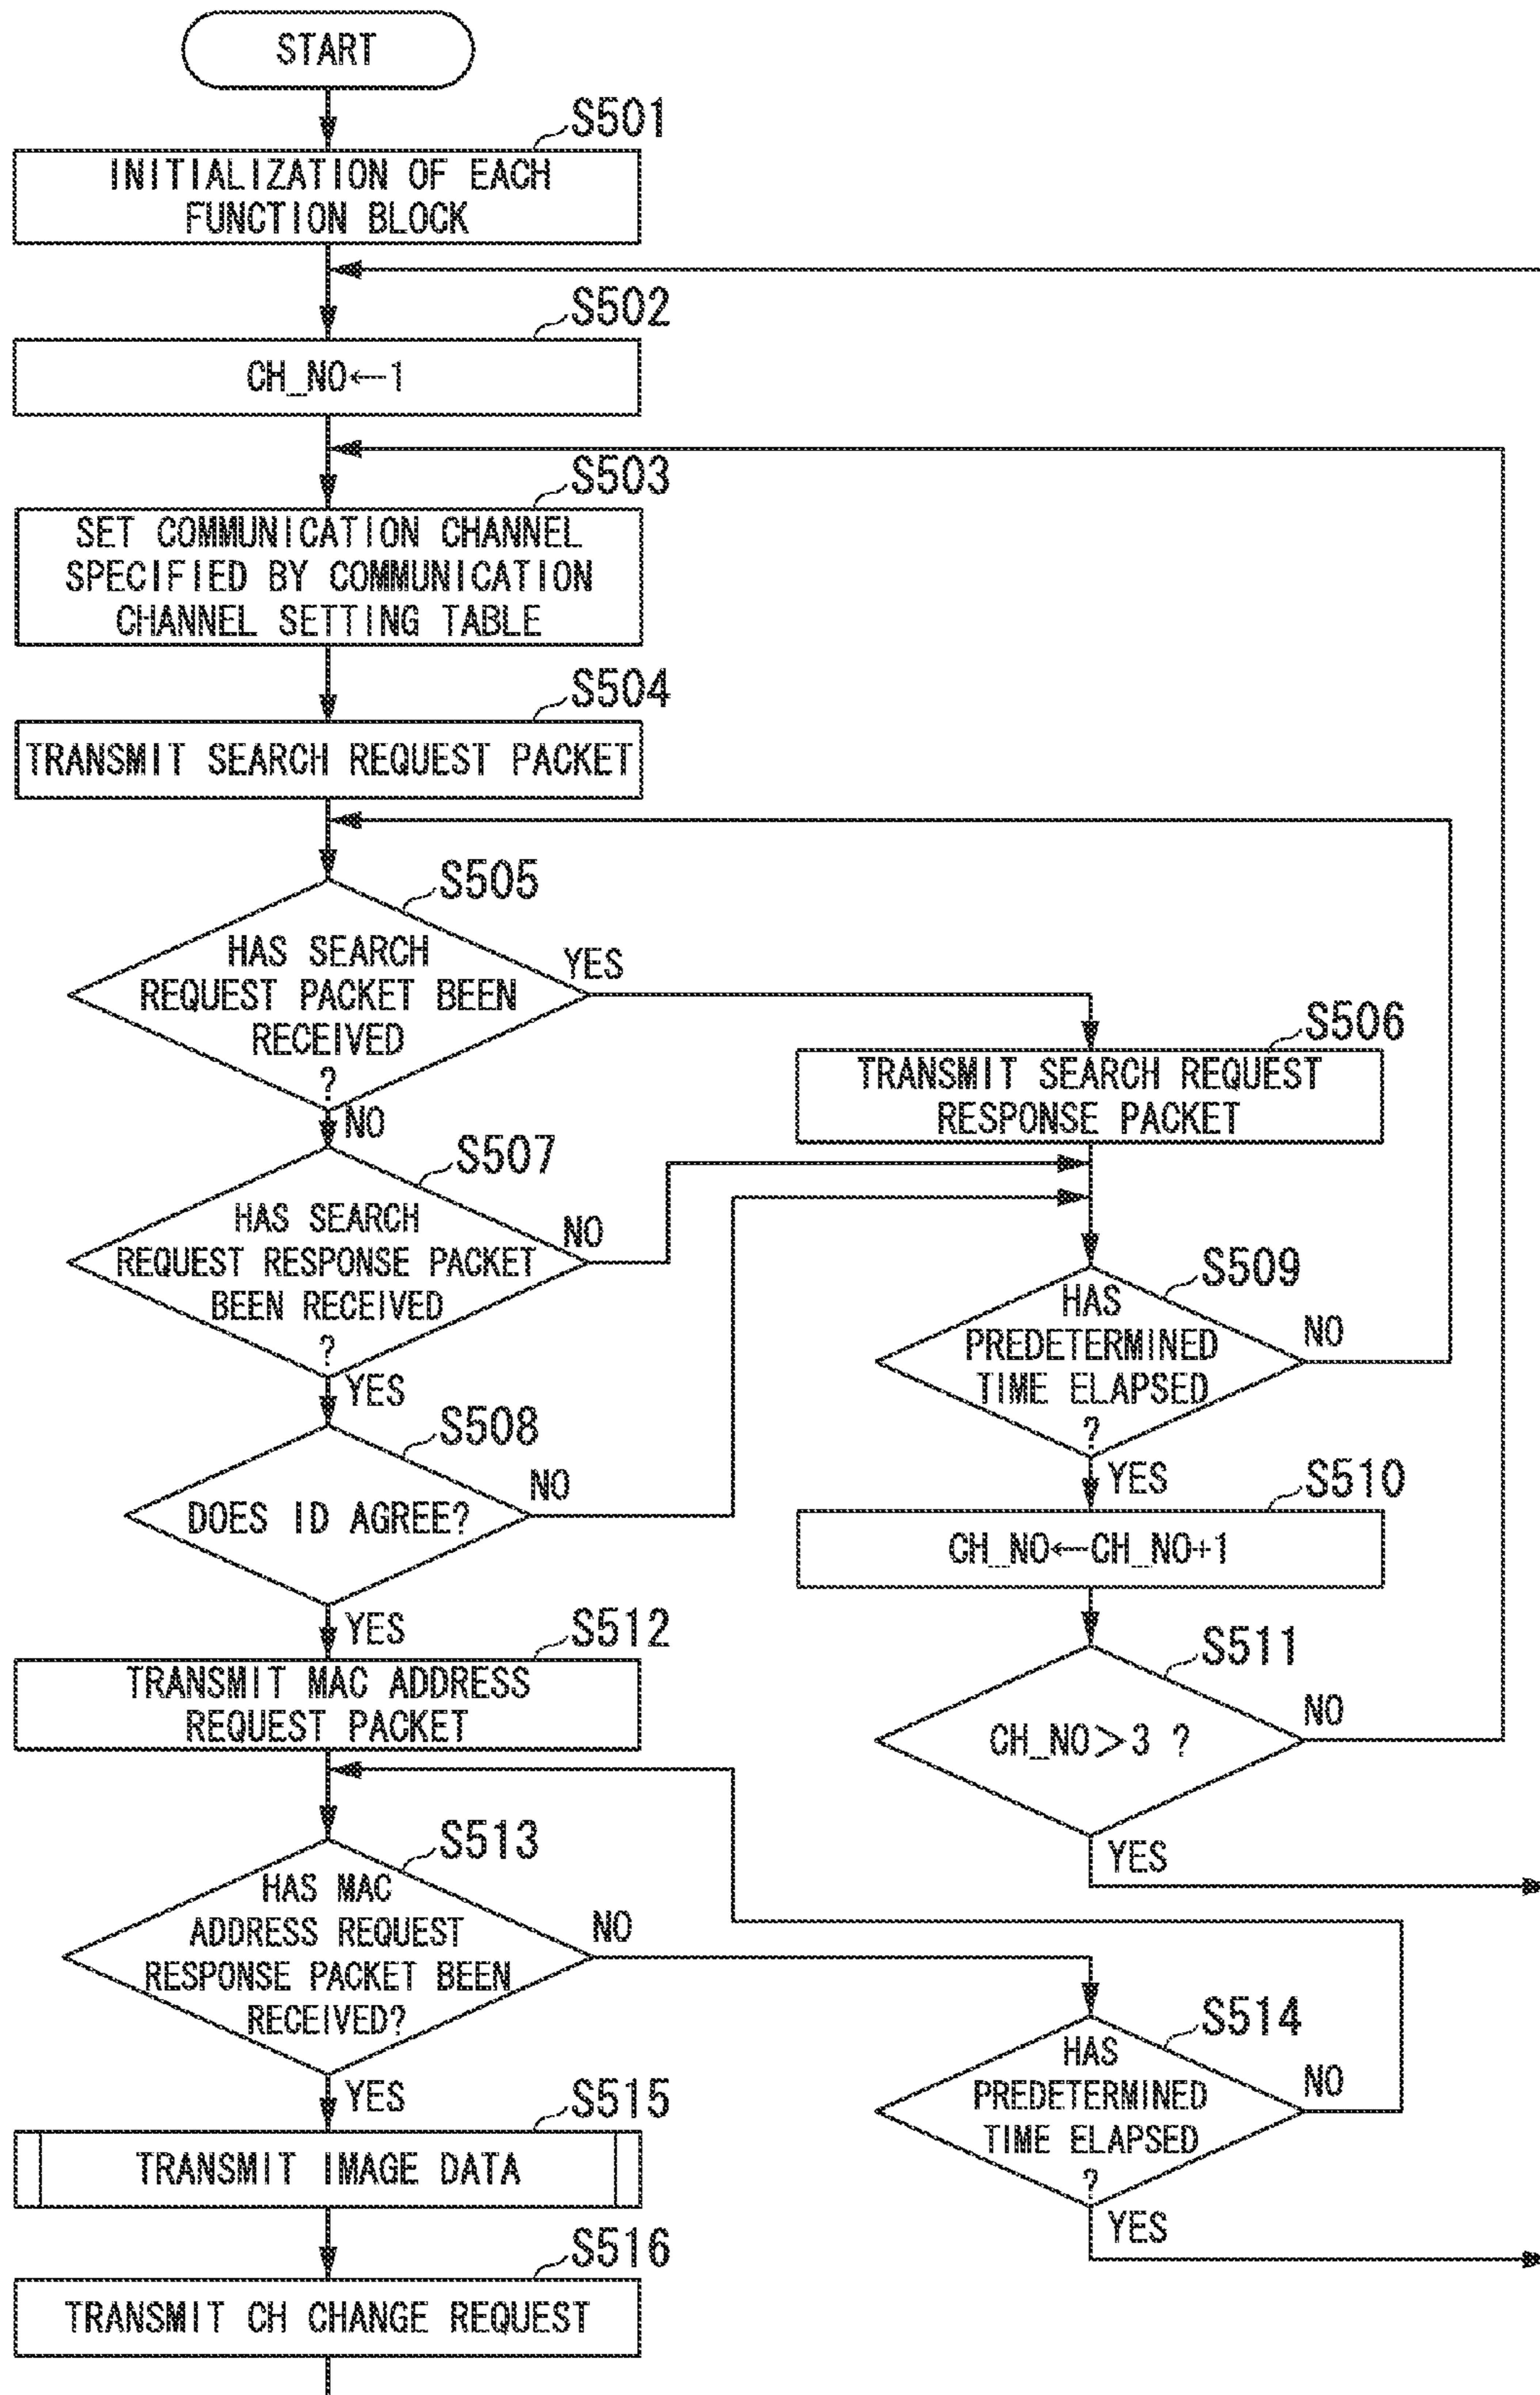 START
S501
INITIALIZATION OF EACH
FUNCTION BLOCK
S502
CH_NO←1
S503
SET COMMUNICATION CHANNEL
SPECIFIED BY COMMUNICATION
CHANNEL SETTING TABLE
S504
TRANSMIT SEARCH REQUEST PACKET
S505
HAS SEARCH
REQUEST PACKET BEEN
RECEIVED
?
YES
NO
S506
TRANSMIT SEARCH REQUEST
RESPONSE PACKET
S507
HAS SEARCH
REQUEST RESPONSE PACKET
BEEN RECEIVED
?
NO
YES
S508
DOES ID AGREE?
NO
YES
S509
HAS
PREDETERMINED
TIME ELAPSED
?
NO
YES
S510
CH_NO←CH_NO+1
S511
CH_NO>3 ?
NO
YES
S512
TRANSMIT MAC ADDRESS
REQUEST PACKET
S513
HAS MAC
ADDRESS REQUEST
RESPONSE PACKET BEEN
RECEIVED?
NO
YES
S514
HAS
PREDETERMINED
TIME ELAPSED
?
NO
YES
S515
TRANSMIT IMAGE DATA
S516
TRANSMIT CH CHANGE REQUEST